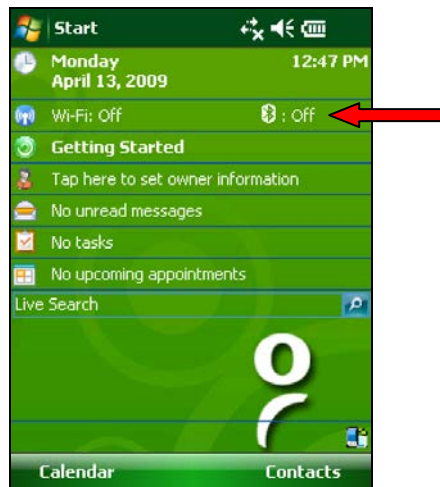 Start
Monday 12:47 PM
April 13, 2009
Wi-Fi: Off : Off
Getting Started
Tap here to set owner information
No unread messages
No tasks
No upcoming appointments
Live Search
Calendar Contacts